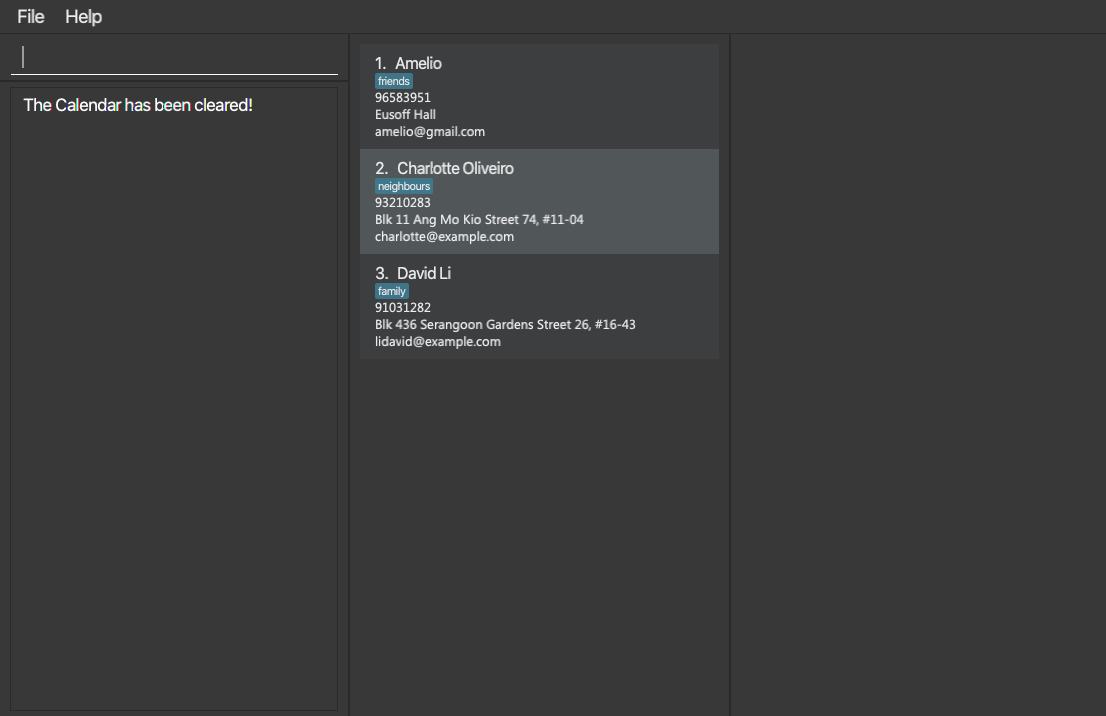 File Help
The Calendar has been cleared!
1. Amelio
friends
96583951
Eusoff Hall
amelio@gmail.com
2. Charlotte Oliveiro
neighbours
93210283
Blk 11 Ang Mo Kio Street 74, #11-04
charlotte@example.com
3. David Li
family
91031282
Blk 436 Serangoon Gardens Street 26, #16-43
lidavid@example.com